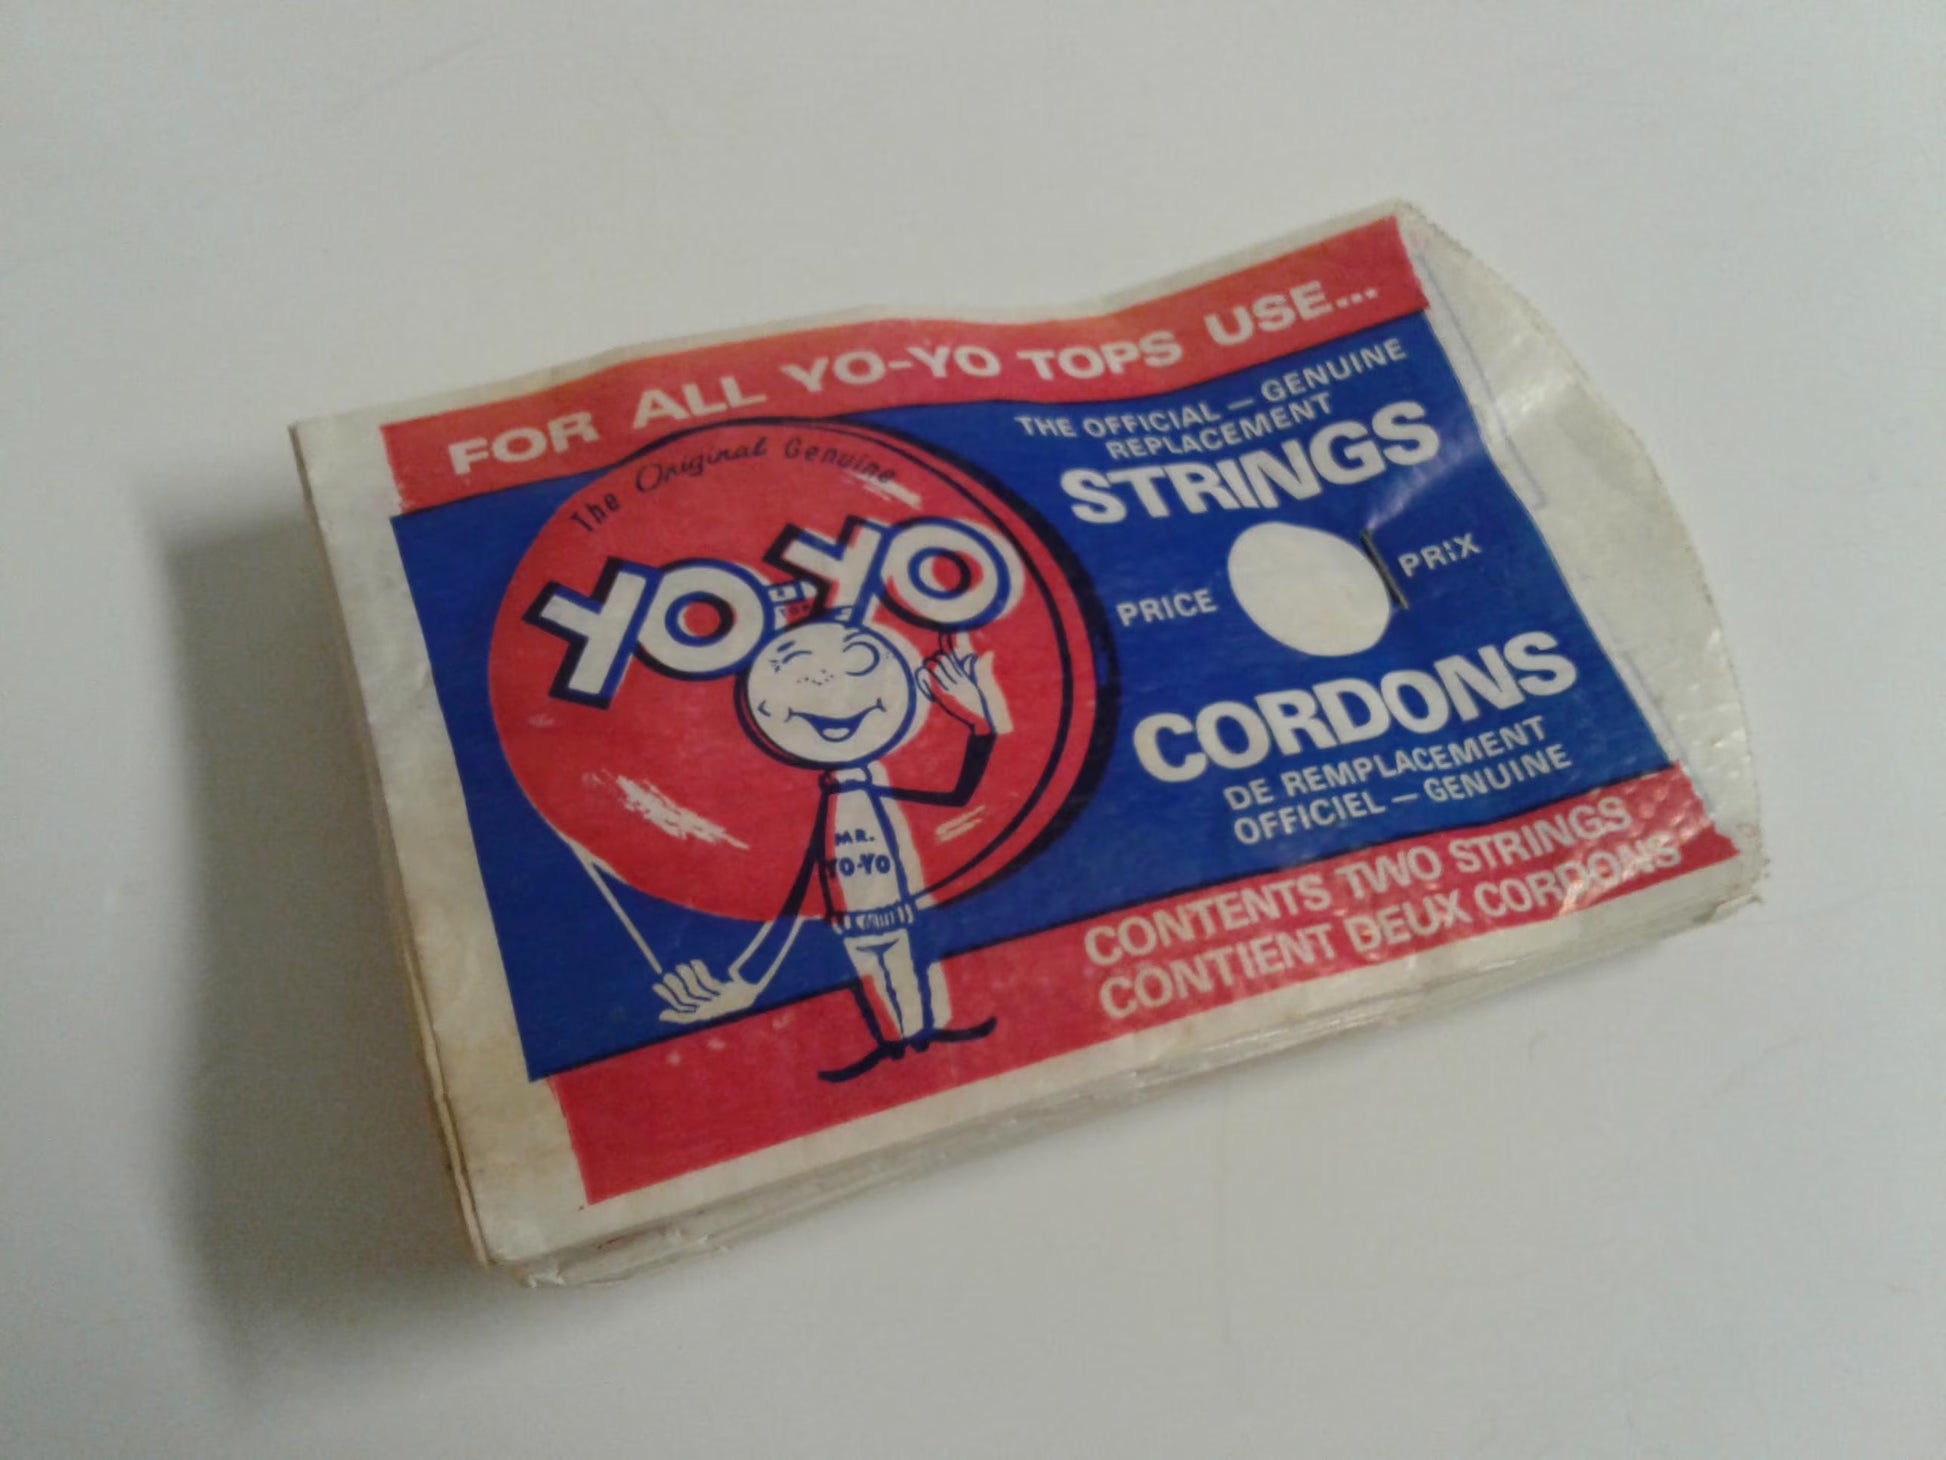 FOR ALL YO-YO TOPS USE...
The Original Genuine
YO-YO
MR.
YO-YO
THE OFFICIAL — GENUINE
REPLACEMENT
STRINGS
PRICE
PRIX
CORDONS
DE REMPLACEMENT
OFFICIEL — GENUINE
CONTENTS TWO STRINGS
CONTIENT DEUX CORDONS